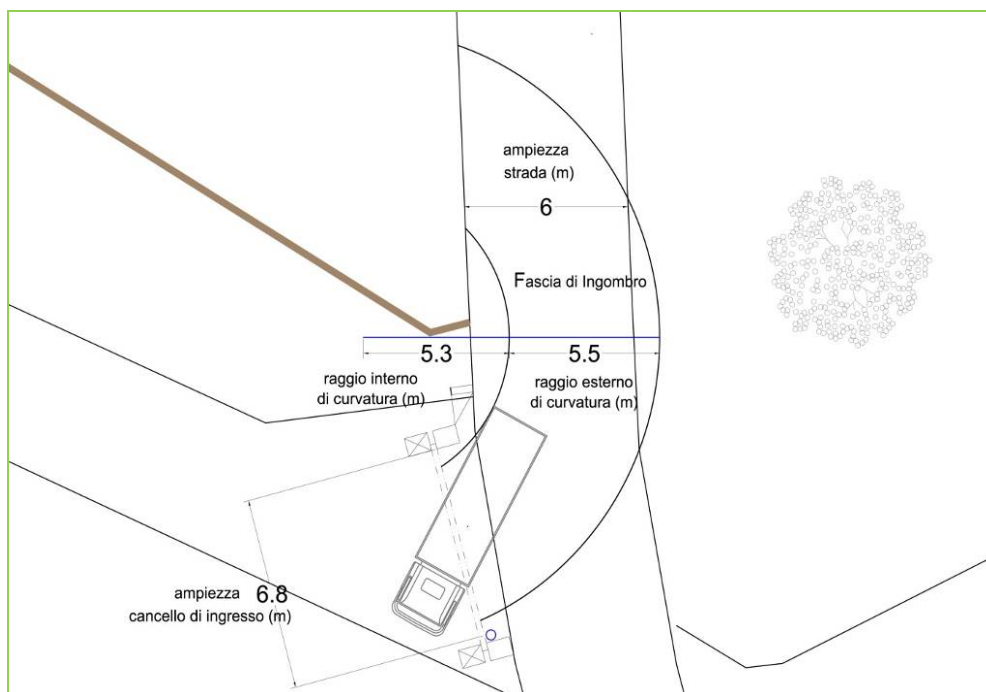 ampiezza
strada (m)
6
Fascia di Ingombro
5.3
5.5
raggio interno
di curvatura (m)
raggio esterno
di curvatura (m)
ampiezza 6.8
cancello di ingresso (m)